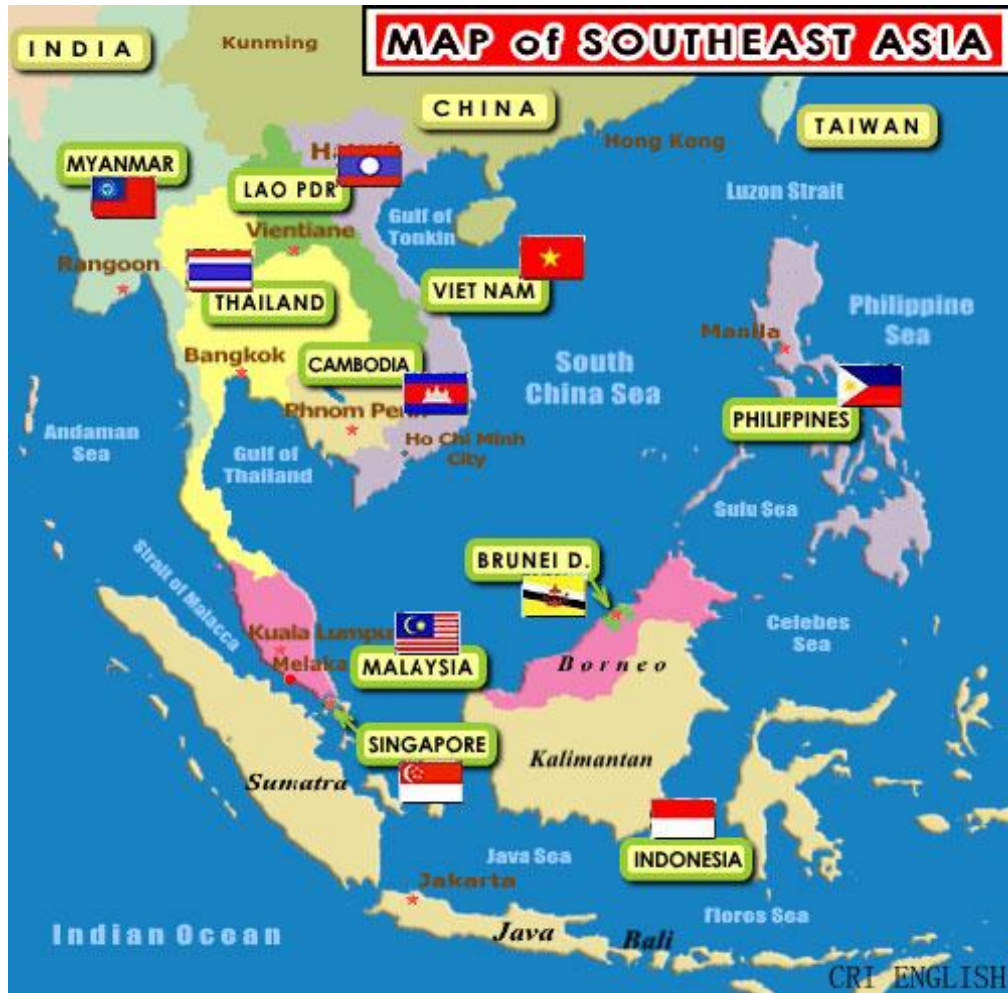 MAP of SOUTHEAST ASIA
INDIA
Kunming
CHINA
TAIWAN
Hong Kong
MYANMAR
LAO PDR
Luzon Strait
Gulf of
Tonkin
Vientiane
Rangoon
VIET NAM
THAILAND
Philippine
Sea
Manila
Bangkok
CAMBODIA
South
China Sea
Phnom Penh
PHILIPPINES
Andaman
Sea
Gulf of
Thailand
Ho Chi Minh
City
Sulu Sea
Strait of Malacca
BRUNEI D.
Celebes
Sea
Kuala Lumpu
Melaka
MALAYSIA
Borneo
SINGAPORE
Kalimantan
Sumatra
INDONESIA
Java Sea
Jakarta
Flores Sea
Indian Ocean
Java
Bali
CRI ENGLISH